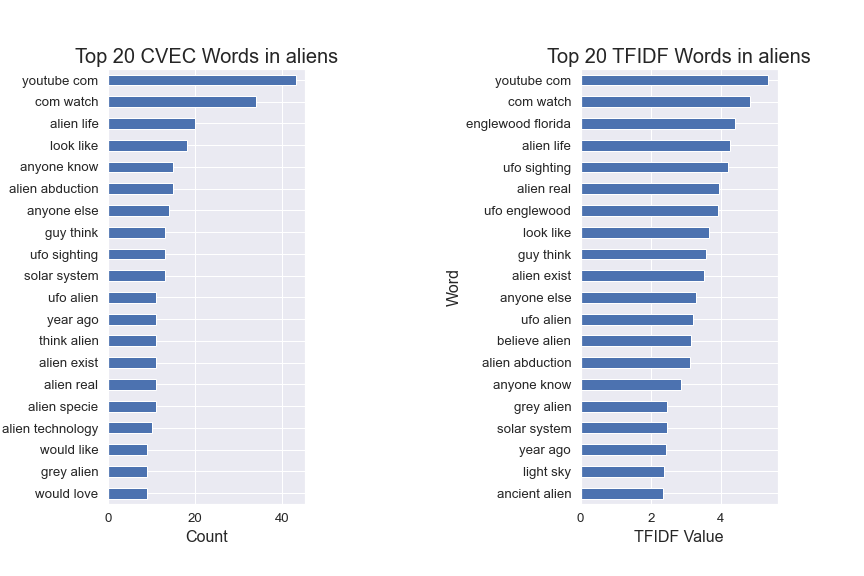 Top 20 CVEC Words in aliens
youtube com
com watch
alien life
look like
anyone know
alien abduction
anyone else
guy think
ufo sighting
solar system
ufo alien
year ago
think alien
alien exist
alien real
alien specie
alien technology
would like
grey alien
would love
0 20 40
Count
Top 20 TFIDF Words in aliens
Word
youtube com
com watch
englewood florida
alien life
ufo sighting
alien real
ufo englewood
look like
guy think
alien exist
anyone else
ufo alien
believe alien
alien abduction
anyone know
grey alien
solar system
year ago
light sky
ancient alien
0 2 4
TFIDF Value